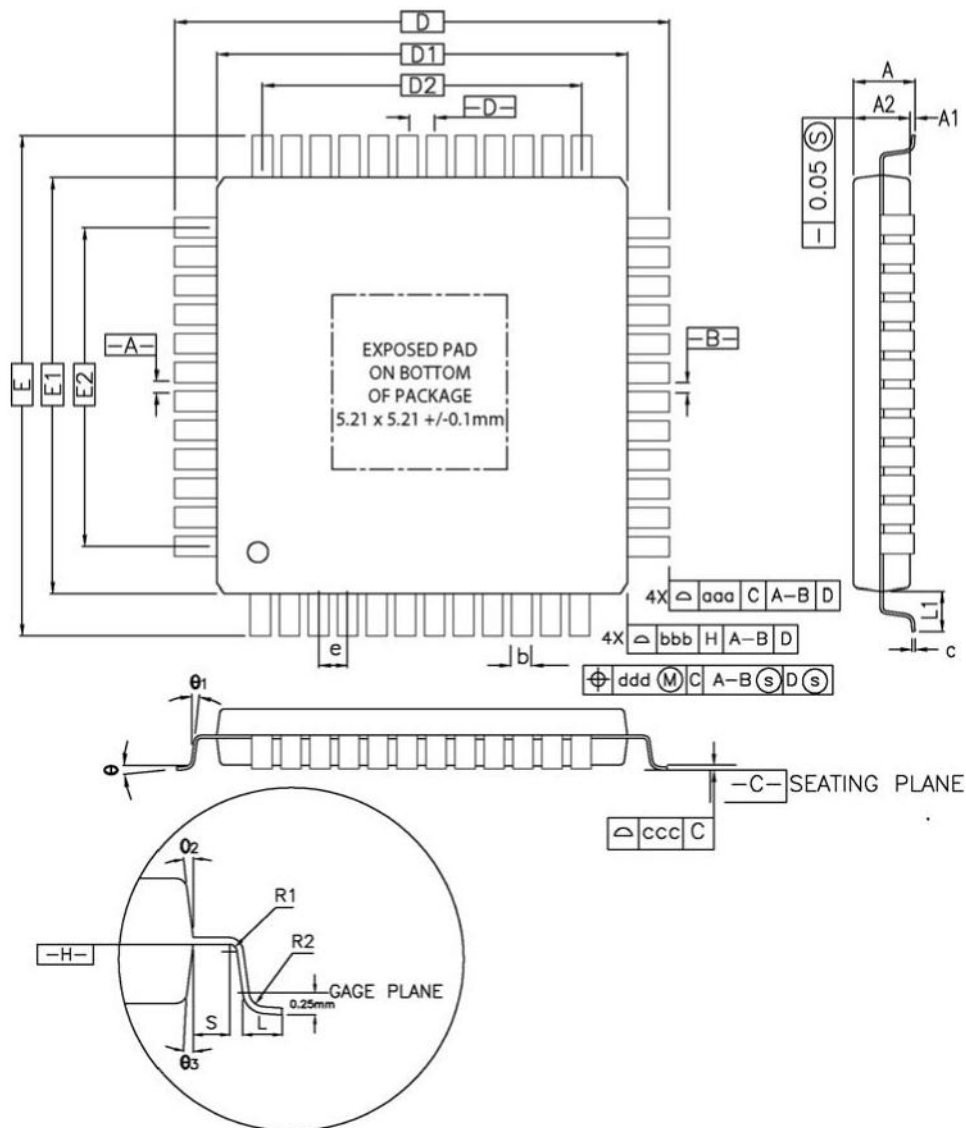 D
D1
D2
-D-
A
A2
A1
— 0.05 Ⓢ
E
E1
E2
-A-
-B-
EXPOSED PAD
ON BOTTOM
OF PACKAGE
5.21 x 5.21 +/-0.1mm
4X ⌓ aaa C A-B D
4X ⌓ bbb H A-B D
⌖ ddd Ⓜ C A-B ⓢ D ⓢ
e
b
L1
c
θ1
θ
-C- SEATING PLANE
⌓ ccc C
θ2
R1
R2
-H-
GAGE PLANE
0.25mm
S
L
θ3